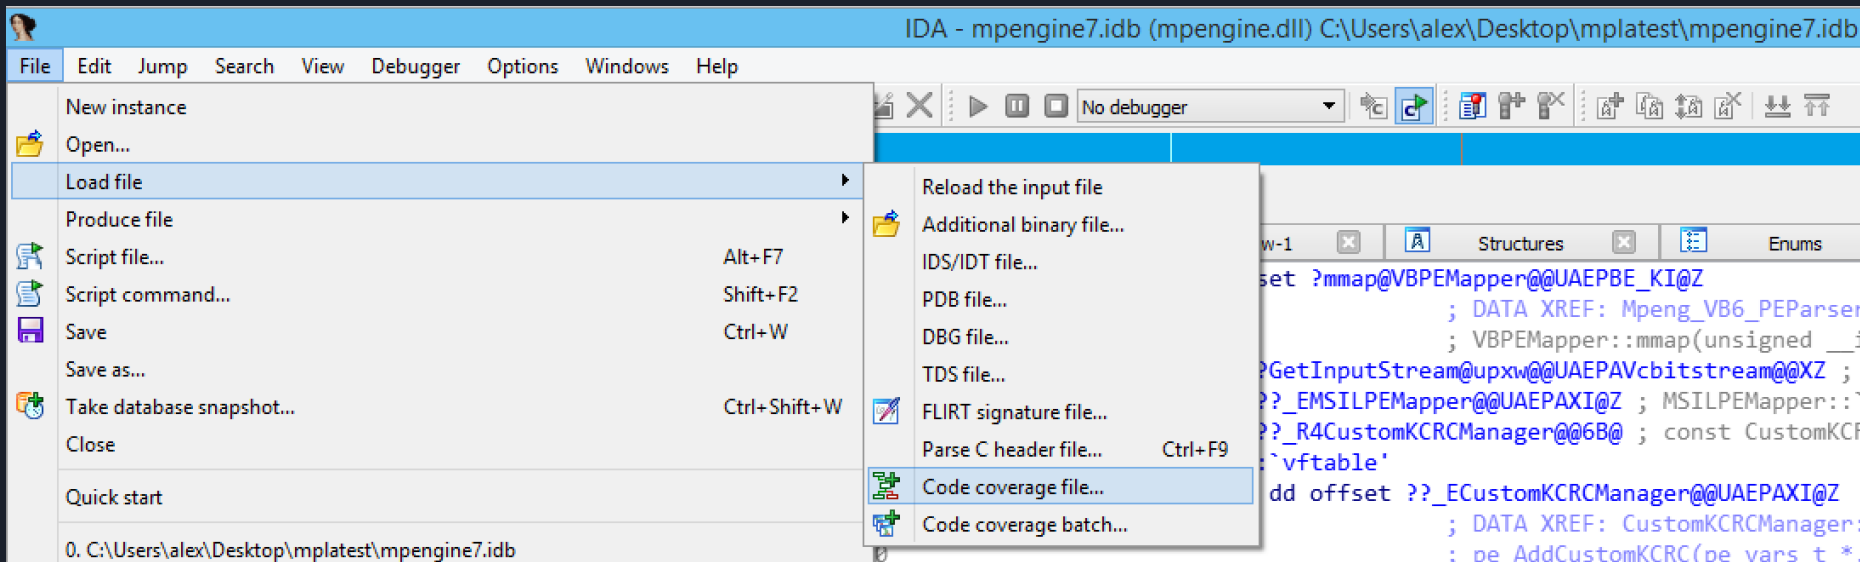 IDA - mpengine7.idb (mpengine.dll) C:\Users\alex\Desktop\mplatest\mpengine7.idb
File Edit Jump Search View Debugger Options Windows Help
New instance
Open...
Load file
Produce file
Script file... Alt+F7
Script command... Shift+F2
Save Ctrl+W
Save as...
Take database snapshot... Ctrl+Shift+W
Close
Quick start
0. C:\Users\alex\Desktop\mplatest\mpengine7.idb
No debugger
Reload the input file
Additional binary file...
IDS/IDT file...
PDB file...
DBG file...
TDS file...
FLIRT signature file...
Parse C header file... Ctrl+F9
Code coverage file...
Code coverage batch...
w-1 Structures Enums
set ?mmap@VBPEMapper@@UAEPBE_KI@Z
; DATA XREF: Mpeng_VB6_PEParser
; VBPEMapper::mmap(unsigned __i
?GetInputStream@upxw@@UAEPAVcbitstream@@XZ ;
??_EMSILPEMapper@@UAEPAXI@Z ; MSILPEMapper::`
??_R4CustomKCRCManager@@6B@ ; const CustomKCR
:`vftable'
dd offset ??_ECustomKCRCManager@@UAEPAXI@Z
; DATA XREF: CustomKCRCManager:
; pe_AddCustomKCRC(pe_vars_t *,